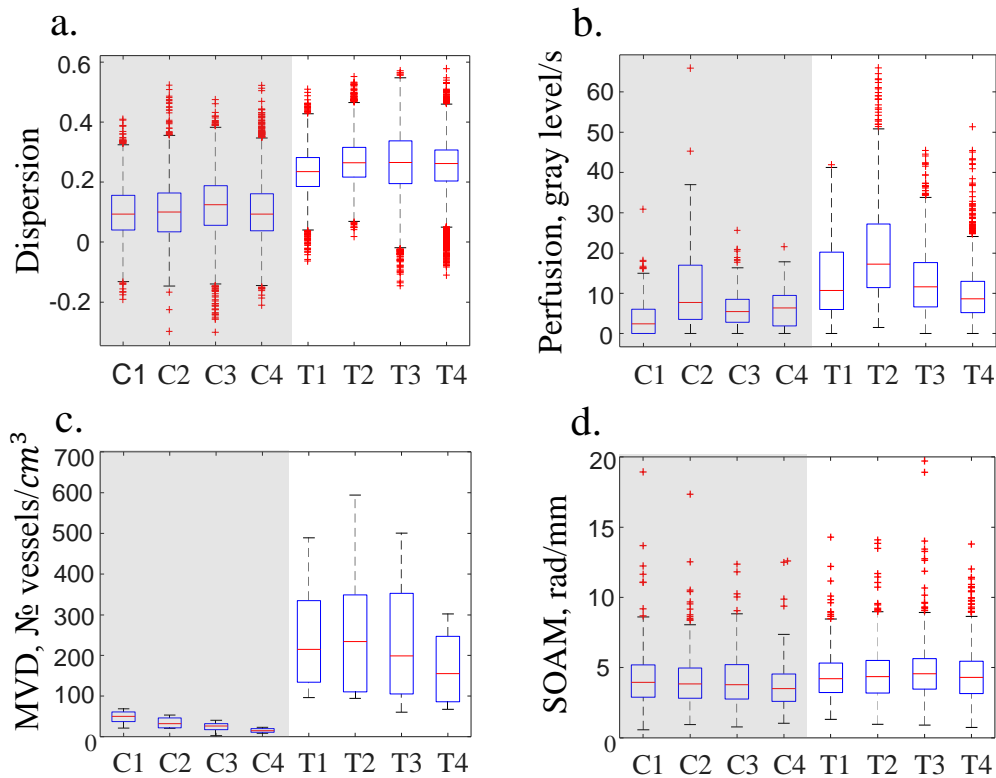 a.
Dispersion
0.6
0.4
0.2
0
-0.2
C1 C2 C3 C4 T1 T2 T3 T4
b.
Perfusion, gray level/s
60
50
40
30
20
10
0
C1 C2 C3 C4 T1 T2 T3 T4
c.
MVD, № vessels/cm³
700
600
500
400
300
200
100
0
C1 C2 C3 C4 T1 T2 T3 T4
d.
SOAM, rad/mm
20
15
10
5
0
C1 C2 C3 C4 T1 T2 T3 T4